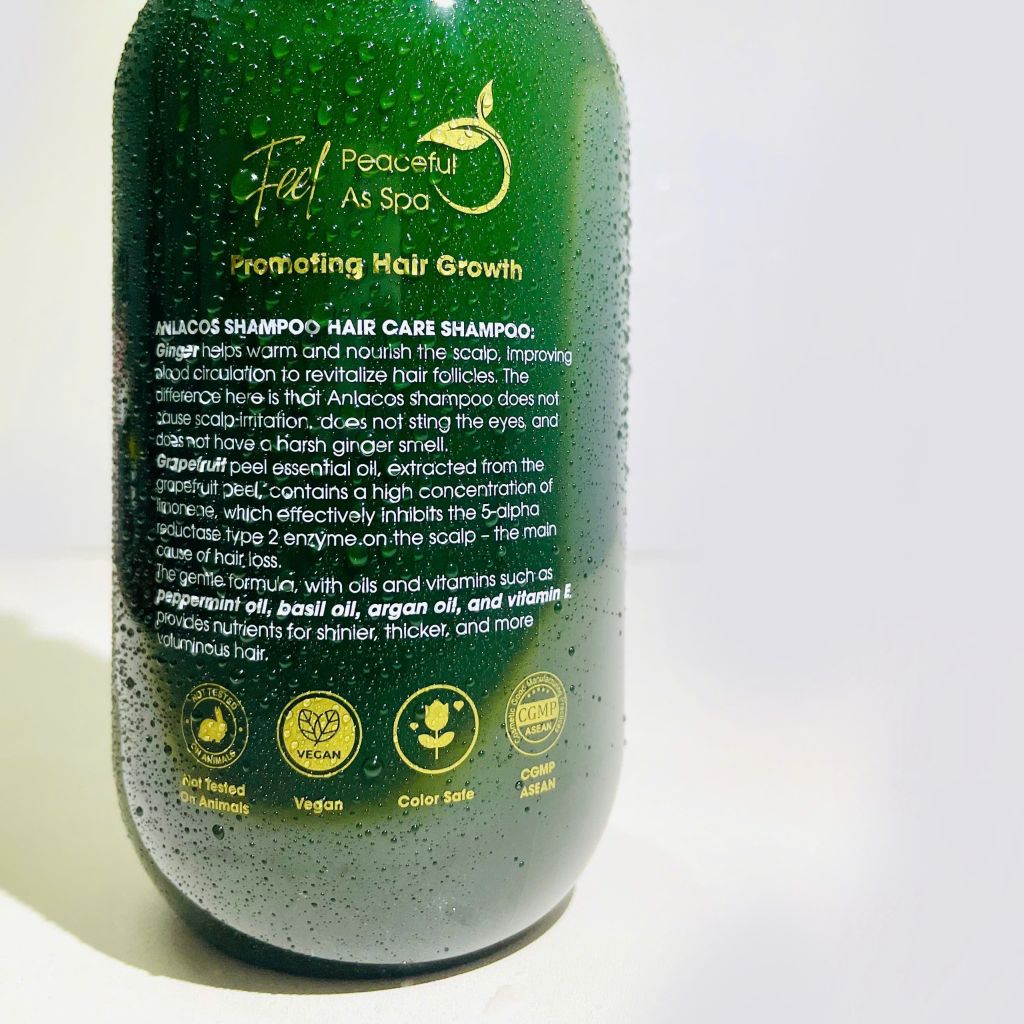 Feel Peaceful
As Spa
Promoting Hair Growth
ANLACOS SHAMPOO HAIR CARE SHAMPOO:
Ginger helps warm and nourish the scalp, improving
blood circulation to revitalize hair follicles. The
difference here is that Anlacos shampoo does not
cause scalp irritation, does not sting the eyes, and
does not have a harsh ginger smell.
Grapefruit peel essential oil, extracted from the
grapefruit peel, contains a high concentration of
limonene, which effectively inhibits the 5-alpha
reductase type 2 enzyme on the scalp - the main
cause of hair loss.
The gentle formula, with oils and vitamins such as
peppermint oil, basil oil, argan oil, and vitamin E,
provides nutrients for shinier, thicker, and more
voluminous hair.
NOT TESTED
ON ANIMALS
VEGAN
Cosmetic Good Manufacturing
CGMP
ASEAN
Not Tested
On Animals
Vegan
Color Safe
CGMP
ASEAN